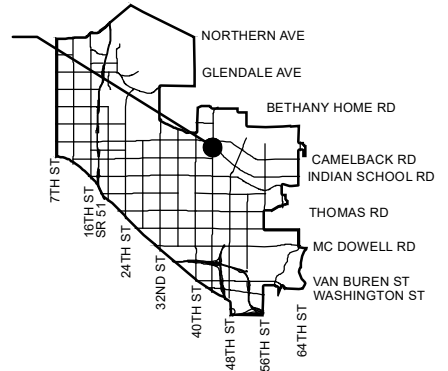 NORTHERN AVE
GLENDALE AVE
BETHANY HOME RD
CAMELBACK RD
INDIAN SCHOOL RD
THOMAS RD
MC DOWELL RD
VAN BUREN ST
WASHINGTON ST
7TH ST
16TH ST
SR 51
24TH ST
32ND ST
40TH ST
48TH ST
56TH ST
64TH ST